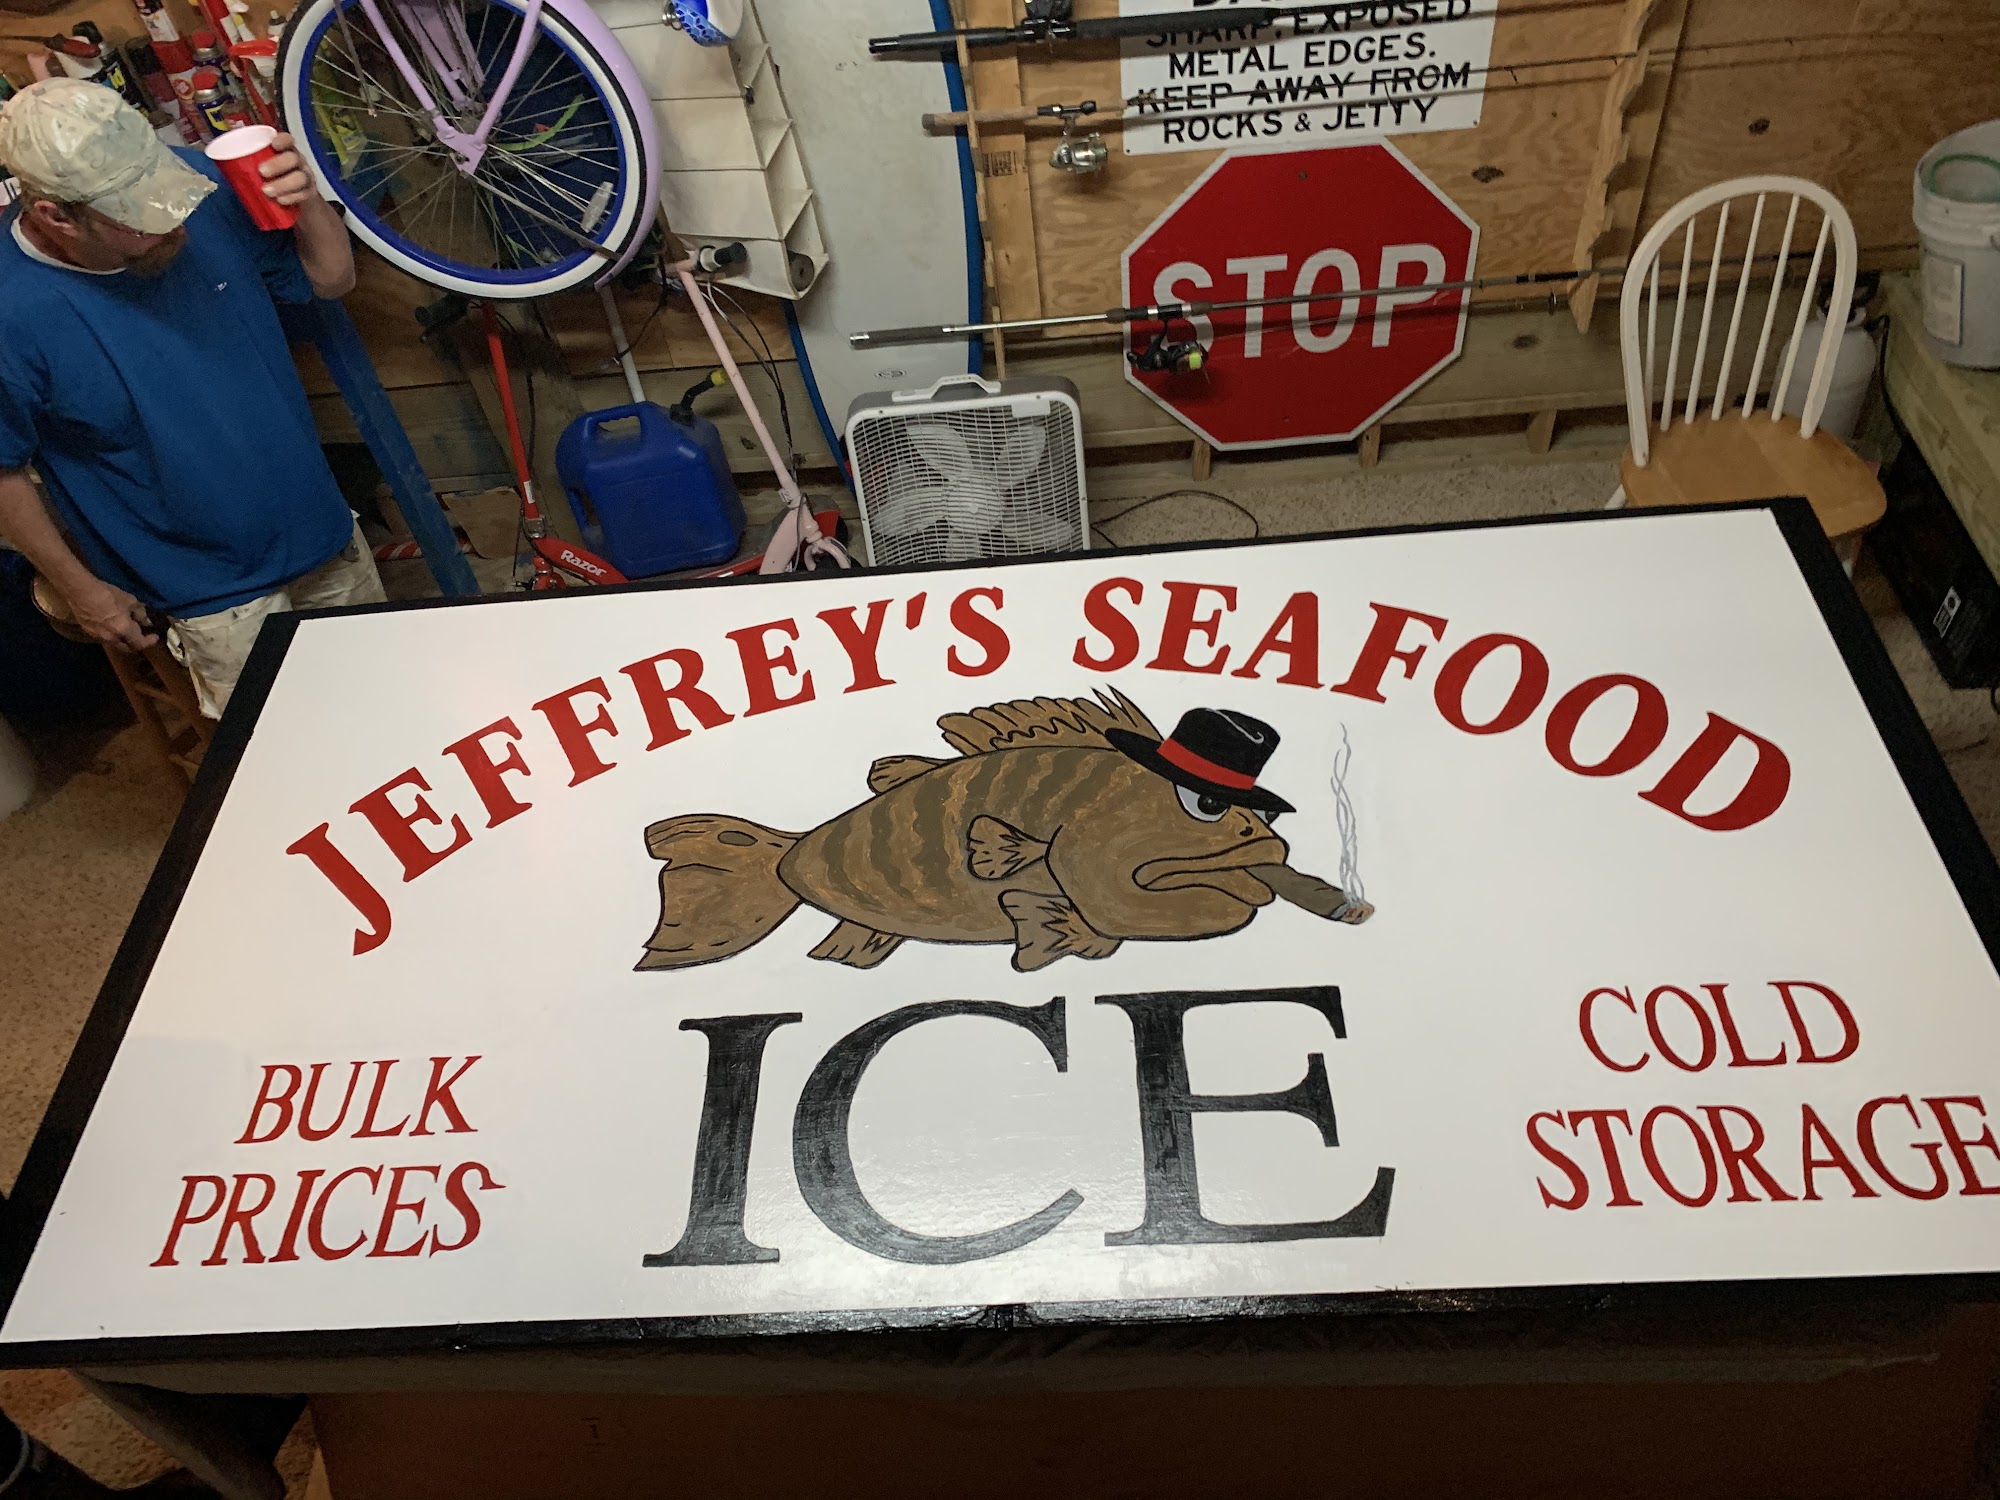 SHARP, EXPOSED
METAL EDGES.
KEEP AWAY FROM
ROCKS & JETTY
STOP
Razor
JEFFREY'S SEAFOOD
ICE
BULK
PRICES
COLD
STORAGE